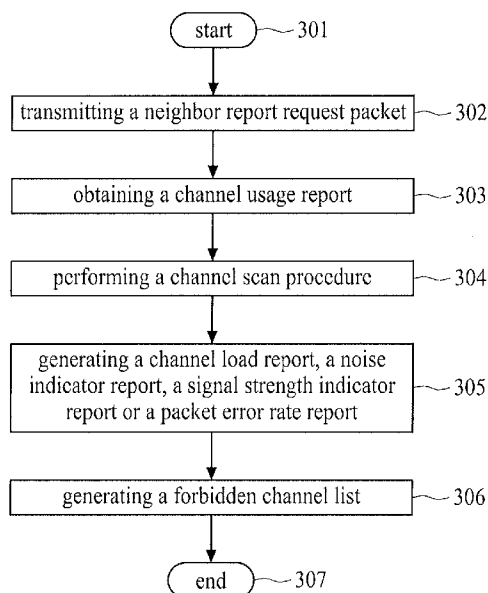 start 301
transmitting a neighbor report request packet 302
obtaining a channel usage report 303
performing a channel scan procedure 304
generating a channel load report, a noise
indicator report, a signal strength indicator 305
report or a packet error rate report
generating a forbidden channel list 306
end 307